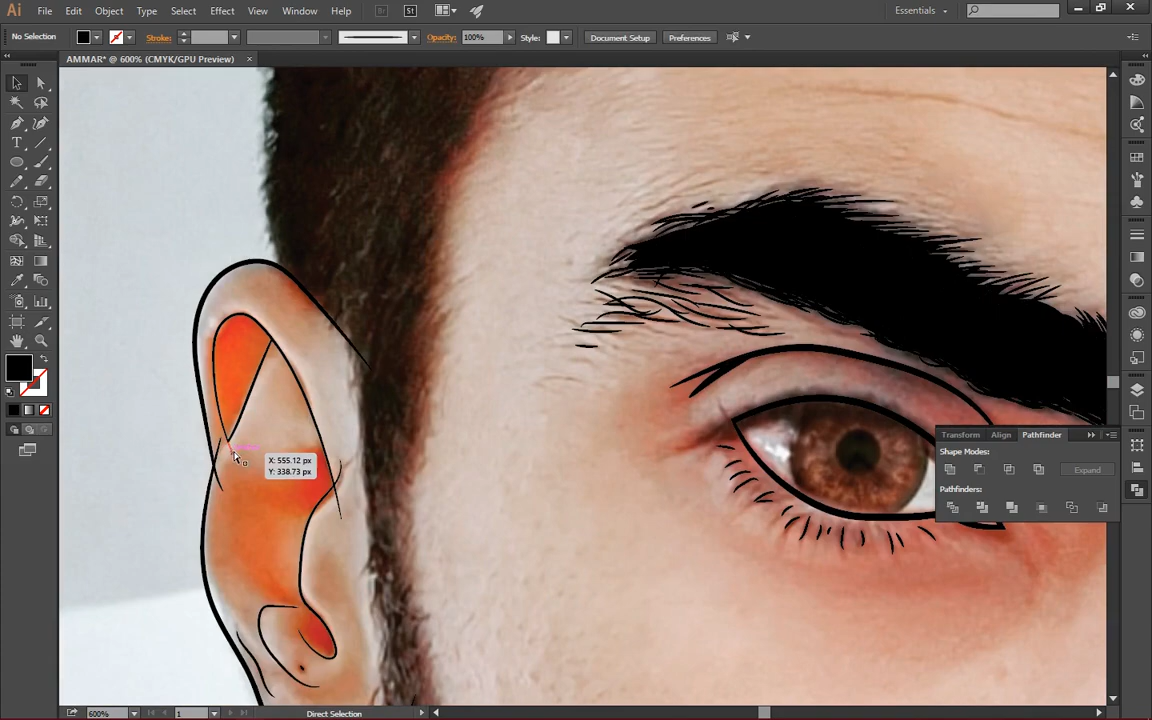 Ai File Edit Object Type Select Effect View Window Help Br St Essentials
No Selection Stroke: Opacity: 100% Style: Document Setup Preferences
AMMAR* @ 600% (CMYK/GPU Preview) ×
X: 555.12 px
Y: 338.73 px
Transform Align Pathfinder
Shape Modes:
Expand
Pathfinders:
600% 1 Direct Selection